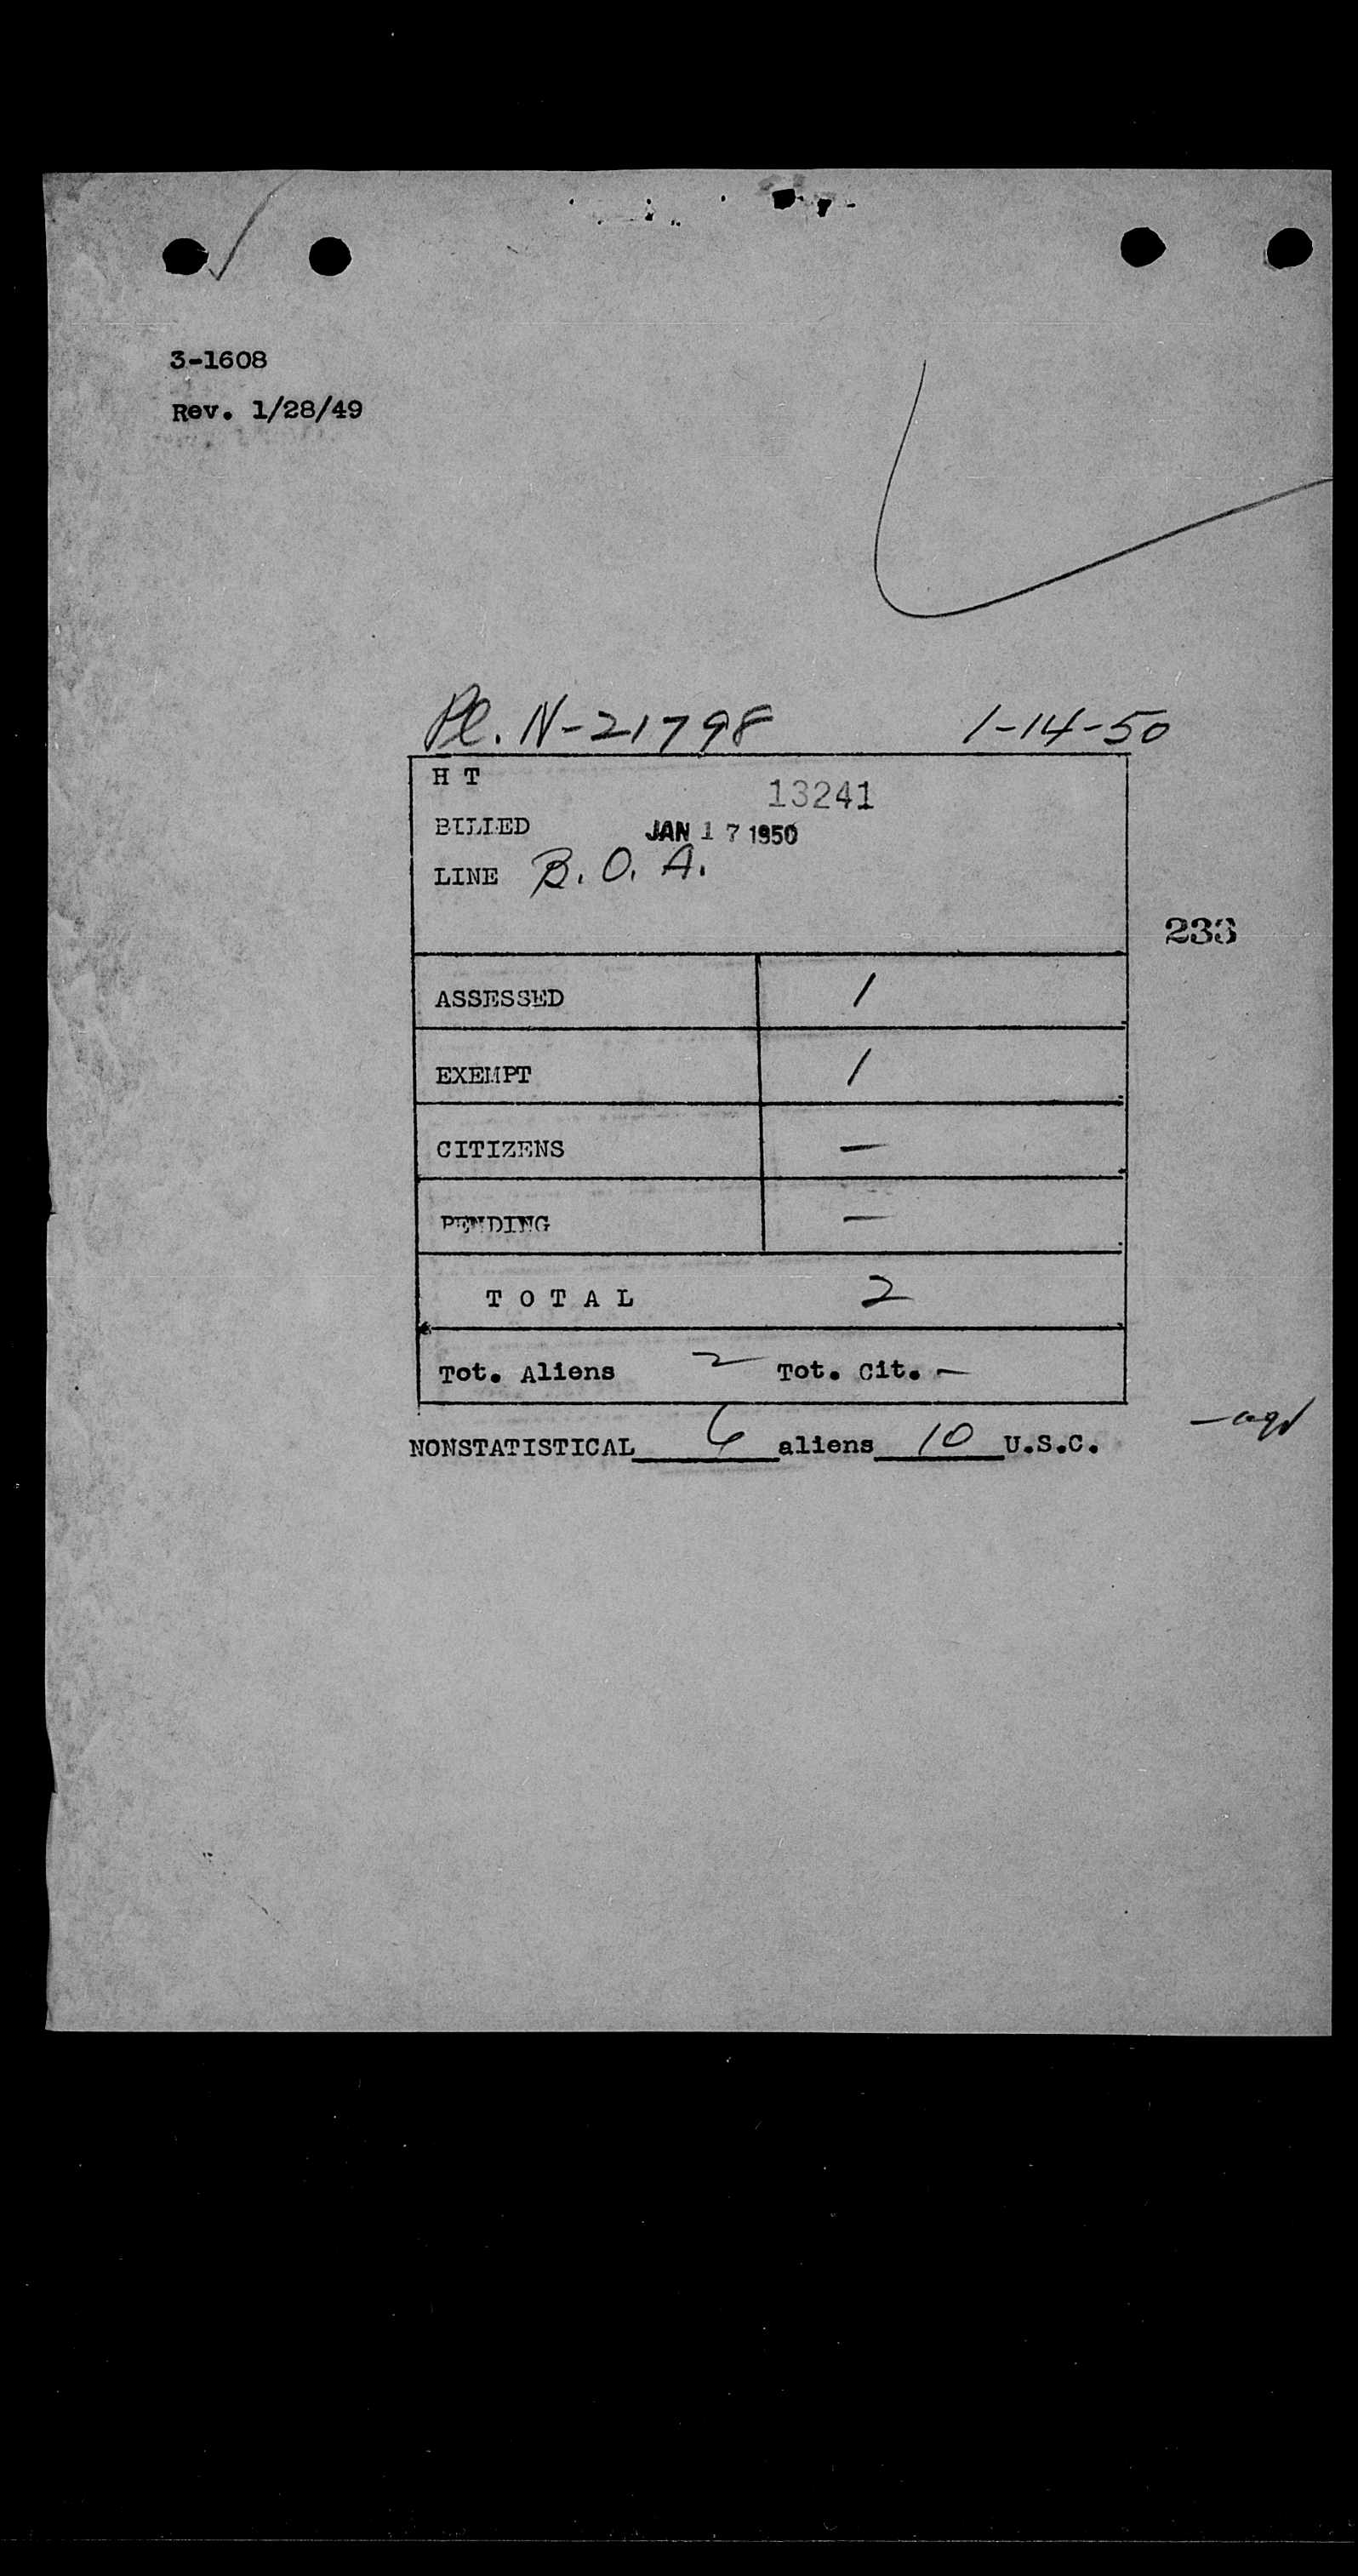 3-1608
Rev. 1/28/49
Pl. N-21798 1-14-50
H T 13241
BILLED JAN 17 1950
LINE B. O. A.
233
ASSESSED 1
EXEMPT 1
CITIZENS —
PENDING —
T O T A L 2
Tot. Aliens 2 Tot. Cit. —
NONSTATISTICAL 6 aliens 10 U.S.C.